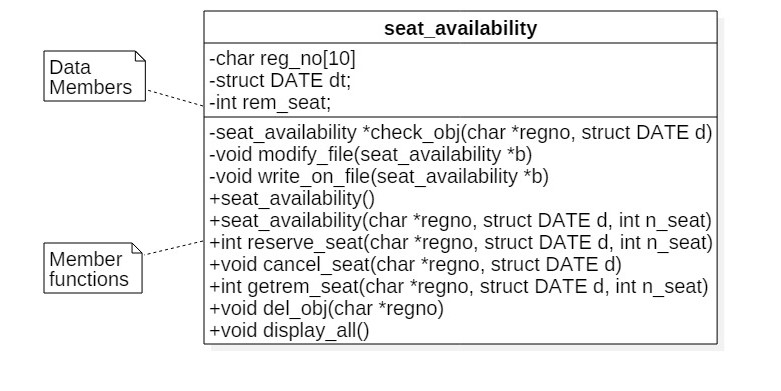 seat_availability
Data
Members
-char reg_no[10]
-struct DATE dt;
-int rem_seat;
-seat_availability *check_obj(char *regno, struct DATE d)
-void modify_file(seat_availability *b)
-void write_on_file(seat_availability *b)
+seat_availability()
+seat_availability(char *regno, struct DATE d, int n_seat)
+int reserve_seat(char *regno, struct DATE d, int n_seat)
+void cancel_seat(char *regno, struct DATE d)
+int getrem_seat(char *regno, struct DATE d, int n_seat)
+void del_obj(char *regno)
+void display_all()
Member
functions